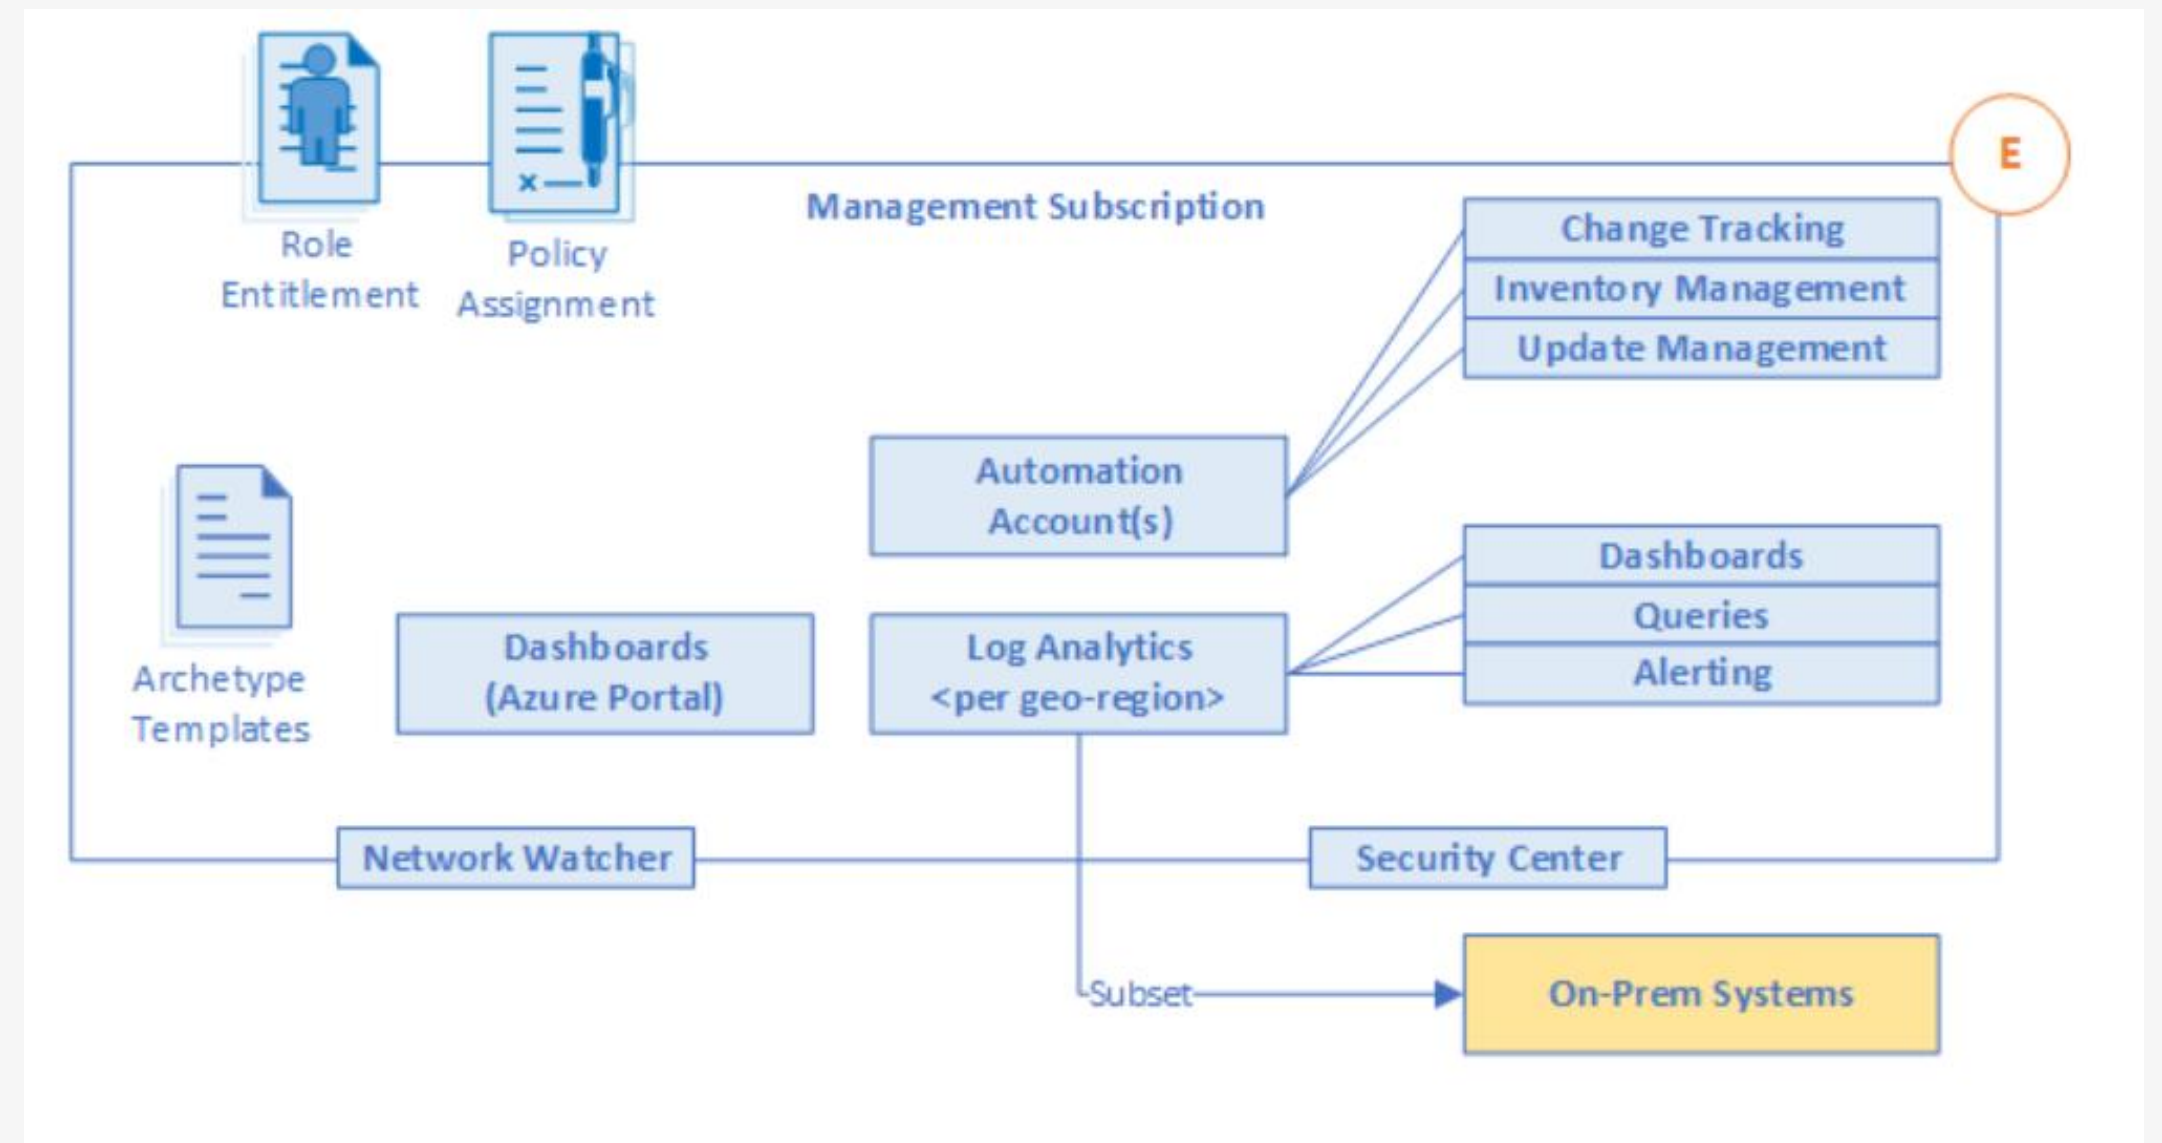 E
Management Subscription
Role
Entitlement
Policy
Assignment
Change Tracking
Inventory Management
Update Management
Automation
Account(s)
Archetype
Templates
Dashboards
(Azure Portal)
Log Analytics
<per geo-region>
Dashboards
Queries
Alerting
Network Watcher
Security Center
Subset
On-Prem Systems